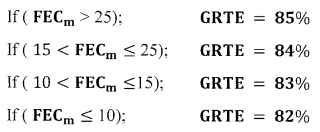 If ( FECm > 25); GRTE = 85%
If ( 15 < FECm ≤ 25); GRTE = 84%
If ( 10 < FECm ≤15); GRTE = 83%
If ( FECm ≤ 10); GRTE = 82%